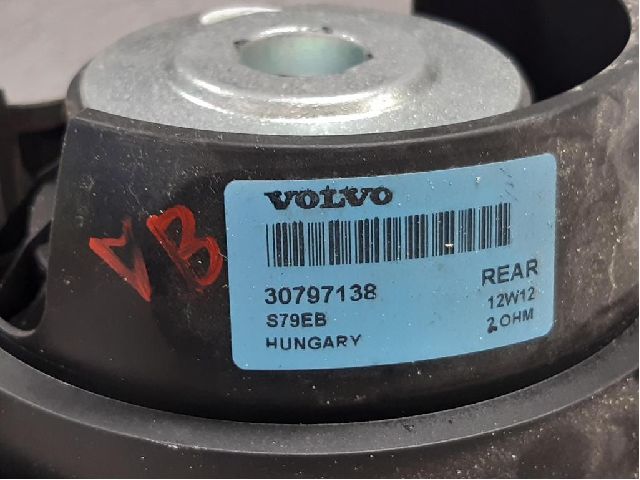 VB
VOLVO
30797138
REAR
S79EB
12W12
HUNGARY
2 OHM